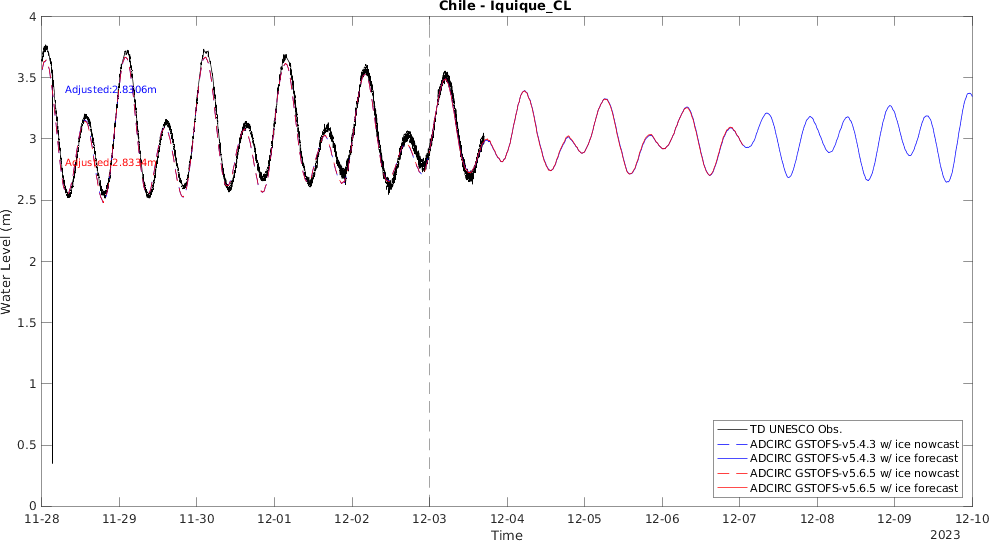 Chile - Iquique_CL
4
3.5
3
2.5
2
1.5
1
0.5
0
Water Level (m)
Adjusted:2.8306m
Adjusted:2.8334m
TD UNESCO Obs.
ADCIRC GSTOFS-v5.4.3 w/ ice nowcast
ADCIRC GSTOFS-v5.4.3 w/ ice forecast
ADCIRC GSTOFS-v5.6.5 w/ ice nowcast
ADCIRC GSTOFS-v5.6.5 w/ ice forecast
11-28 11-29 11-30 12-01 12-02 12-03 12-04 12-05 12-06 12-07 12-08 12-09 12-10
Time
2023